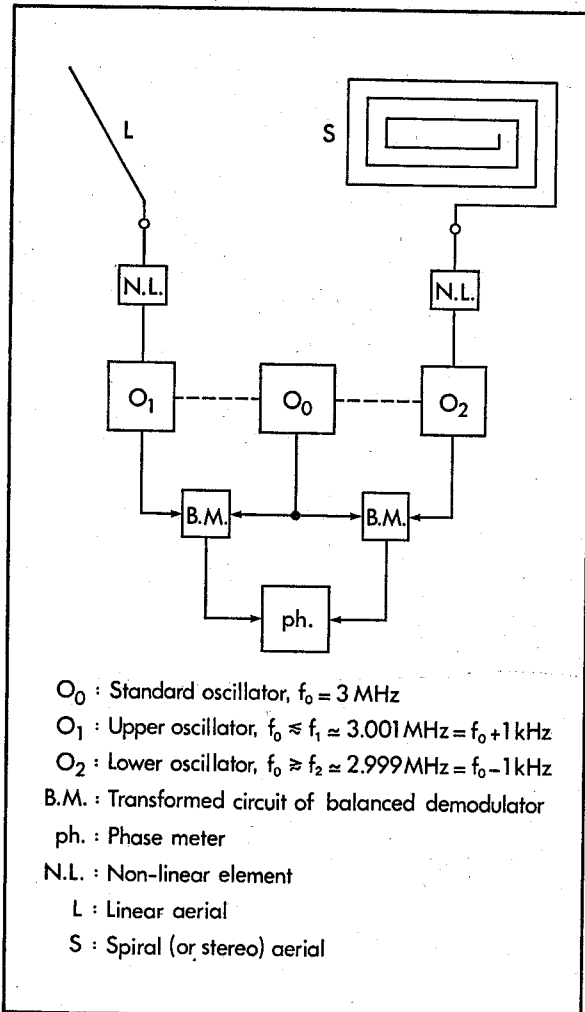 L
S
N.L.
N.L.
O₁
O₀
O₂
B.M.
B.M.
ph.
O₀ : Standard oscillator, f₀ = 3 MHz
O₁ : Upper oscillator, f₀ ≲ f₁ ≃ 3.001 MHz = f₀ + 1 kHz
O₂ : Lower oscillator, f₀ ≳ f₂ ≃ 2.999 MHz = f₀ − 1 kHz
B.M. : Transformed circuit of balanced demodulator
ph. : Phase meter
N.L. : Non-linear element
L : Linear aerial
S : Spiral (or stereo) aerial